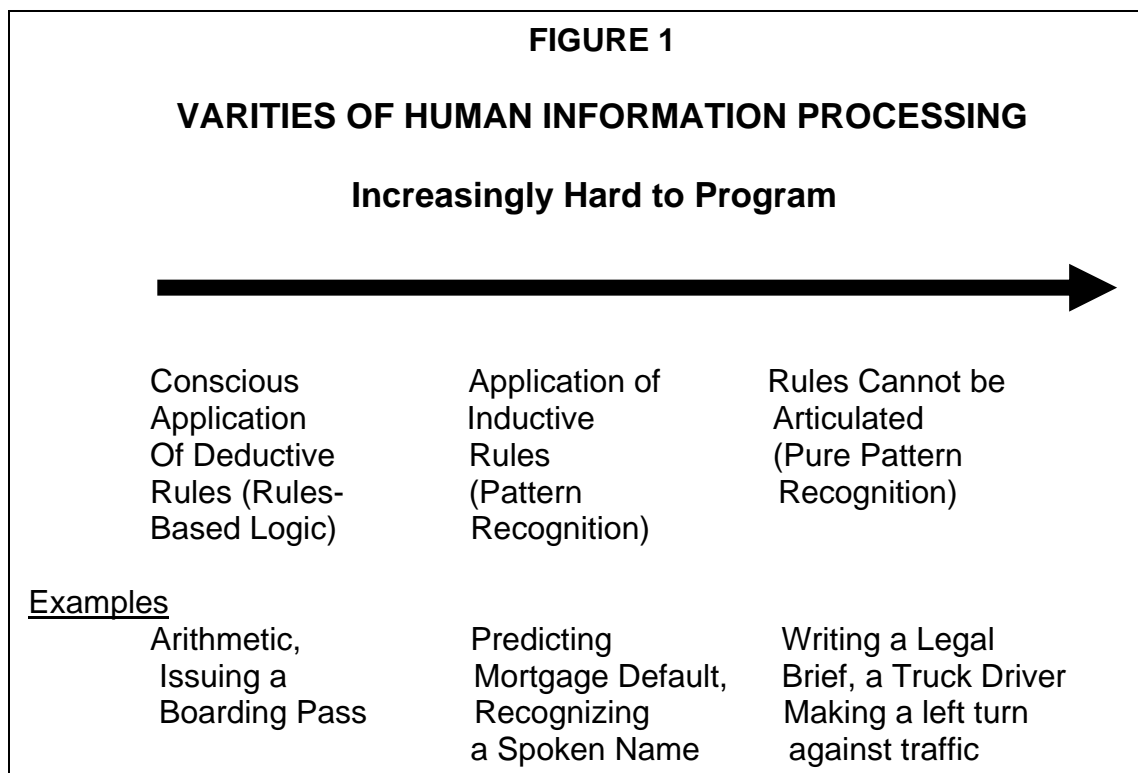 FIGURE 1
VARITIES OF HUMAN INFORMATION PROCESSING
Increasingly Hard to Program
Conscious
Application
Of Deductive
Rules (Rules-
Based Logic)
Application of
Inductive
Rules
(Pattern
Recognition)
Rules Cannot be
Articulated
(Pure Pattern
Recognition)
Examples
Arithmetic,
Issuing a
Boarding Pass
Predicting
Mortgage Default,
Recognizing
a Spoken Name
Writing a Legal
Brief, a Truck Driver
Making a left turn
against traffic